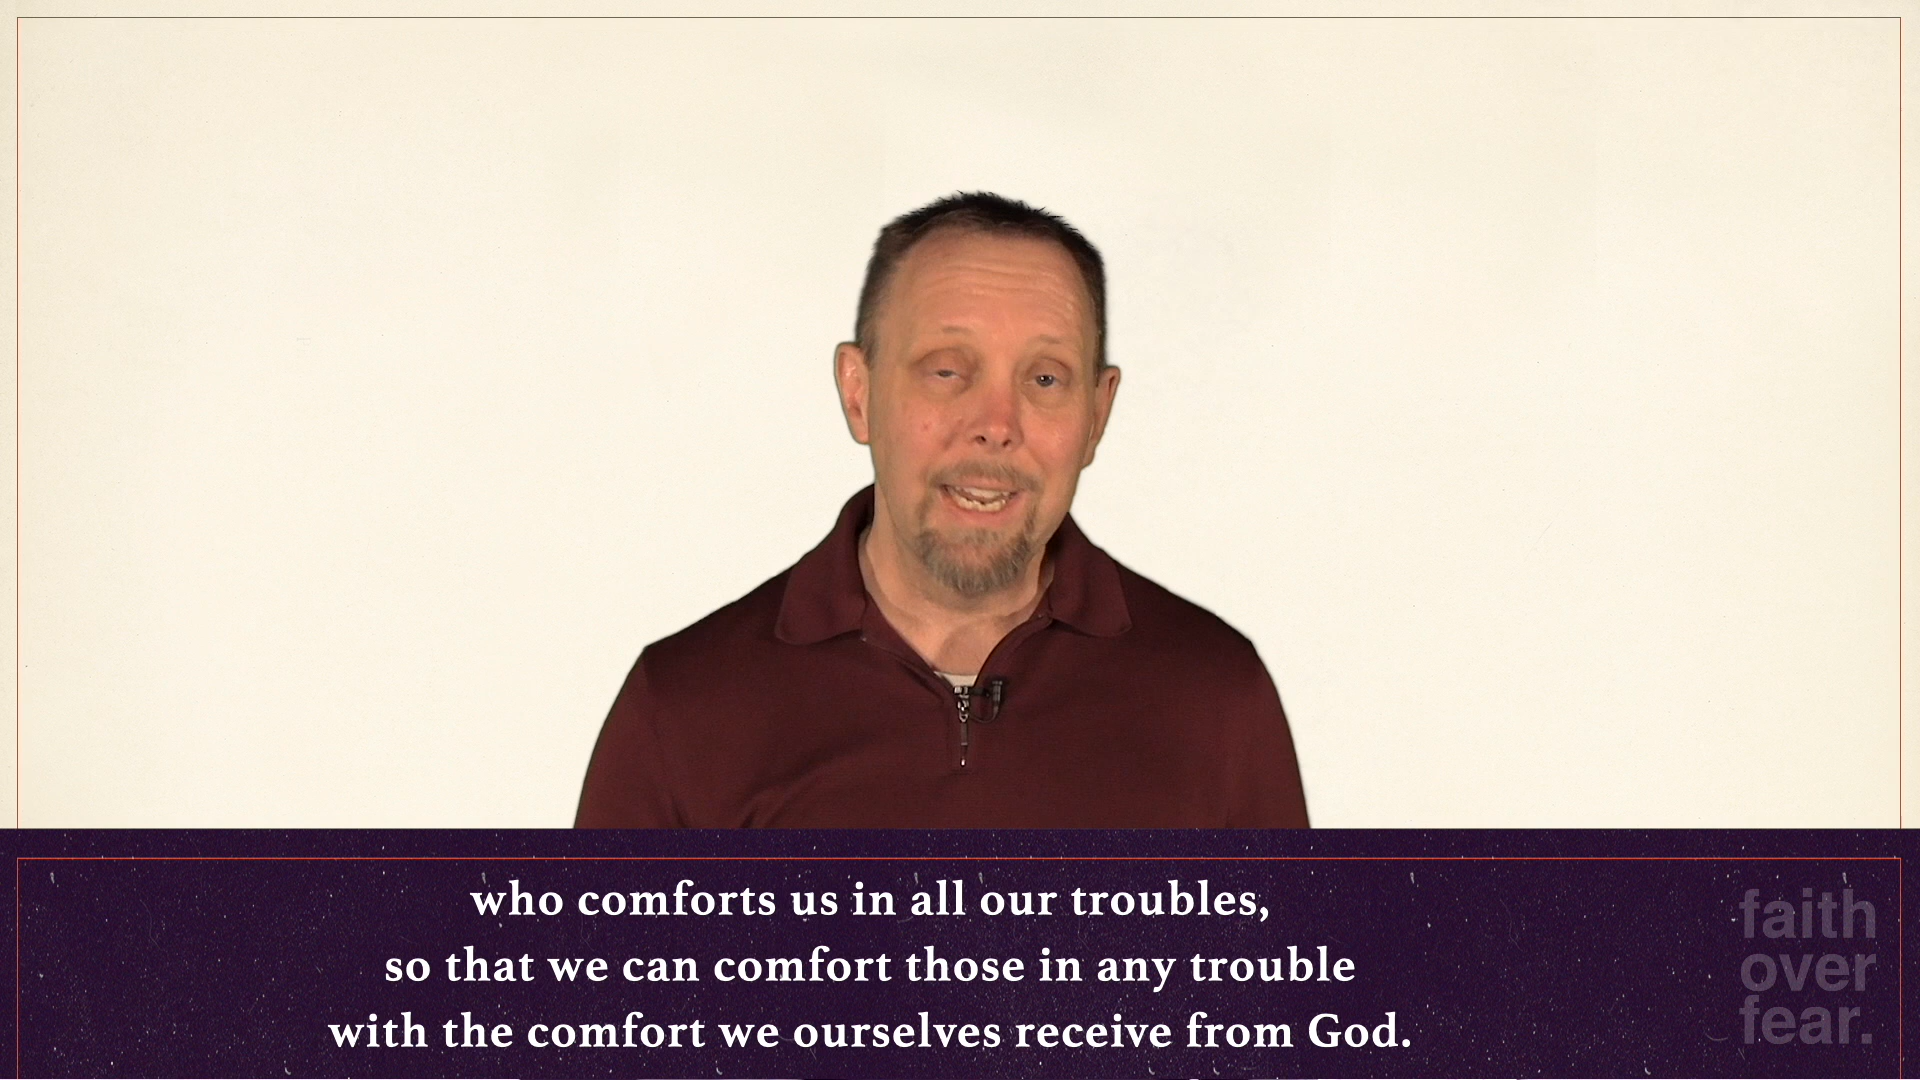 who comforts us in all our troubles,
so that we can comfort those in any trouble
with the comfort we ourselves receive from God.
faith
over
fear.